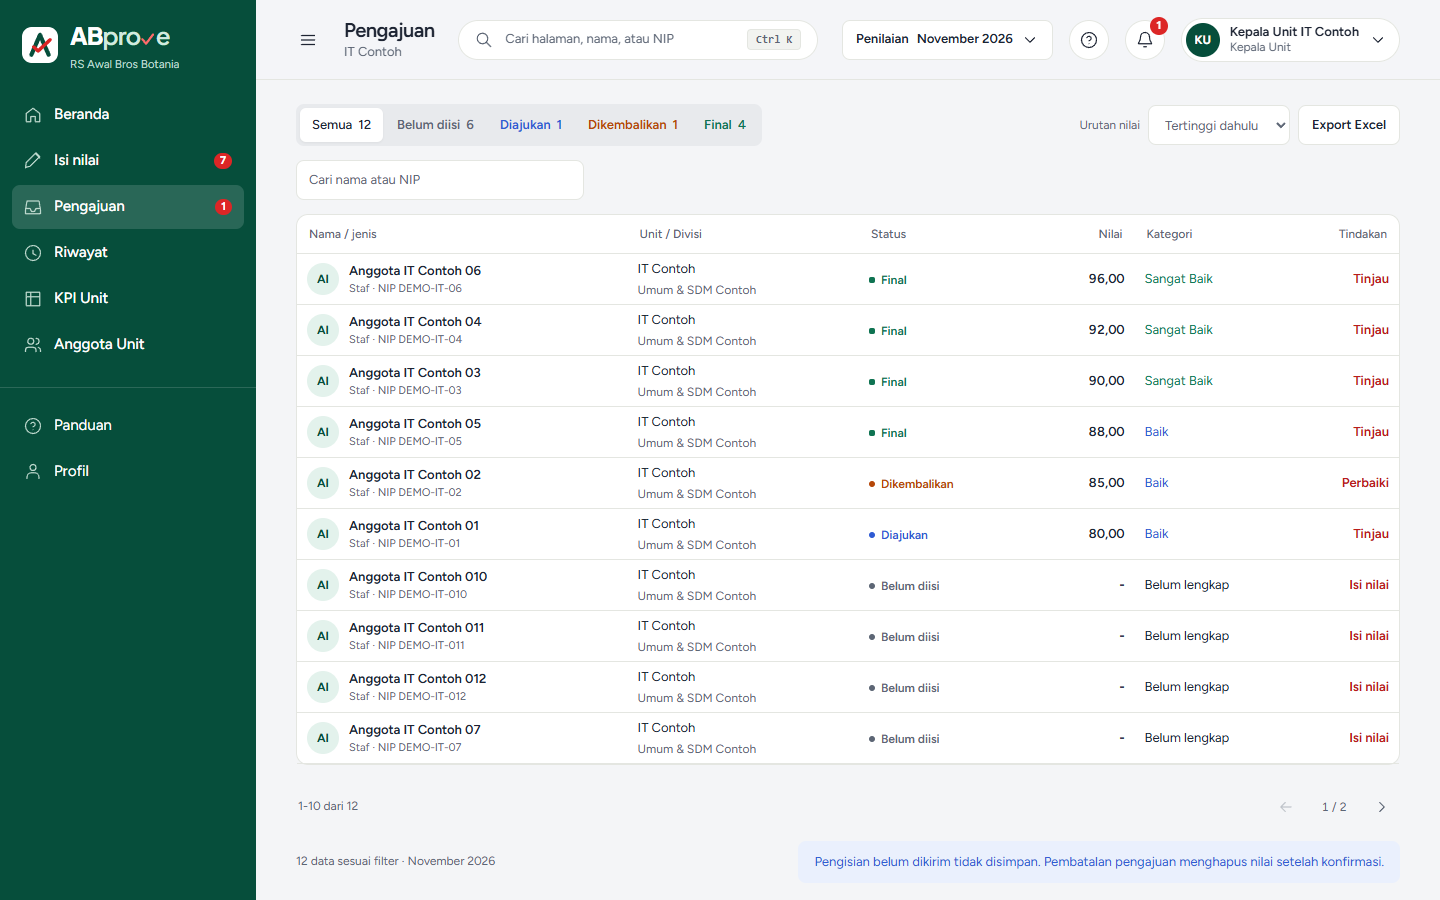 ABprove
RS Awal Bros Botania
Beranda
Isi nilai 7
Pengajuan 1
Riwayat
KPI Unit
Anggota Unit
Panduan
Profil
Pengajuan
IT Contoh
Cari halaman, nama, atau NIP Ctrl K
Penilaian November 2026
1
KU
Kepala Unit IT Contoh
Kepala Unit
Semua 12 Belum diisi 6 Diajukan 1 Dikembalikan 1 Final 4
Urutan nilai Tertinggi dahulu Export Excel
Cari nama atau NIP
Nama / jenis Unit / Divisi Status Nilai Kategori Tindakan
AI Anggota IT Contoh 06 IT Contoh Final 96,00 Sangat Baik Tinjau
Staf · NIP DEMO-IT-06 Umum & SDM Contoh
AI Anggota IT Contoh 04 IT Contoh Final 92,00 Sangat Baik Tinjau
Staf · NIP DEMO-IT-04 Umum & SDM Contoh
AI Anggota IT Contoh 03 IT Contoh Final 90,00 Sangat Baik Tinjau
Staf · NIP DEMO-IT-03 Umum & SDM Contoh
AI Anggota IT Contoh 05 IT Contoh Final 88,00 Baik Tinjau
Staf · NIP DEMO-IT-05 Umum & SDM Contoh
AI Anggota IT Contoh 02 IT Contoh Dikembalikan 85,00 Baik Perbaiki
Staf · NIP DEMO-IT-02 Umum & SDM Contoh
AI Anggota IT Contoh 01 IT Contoh Diajukan 80,00 Baik Tinjau
Staf · NIP DEMO-IT-01 Umum & SDM Contoh
AI Anggota IT Contoh 010 IT Contoh Belum diisi - Belum lengkap Isi nilai
Staf · NIP DEMO-IT-010 Umum & SDM Contoh
AI Anggota IT Contoh 011 IT Contoh Belum diisi - Belum lengkap Isi nilai
Staf · NIP DEMO-IT-011 Umum & SDM Contoh
AI Anggota IT Contoh 012 IT Contoh Belum diisi - Belum lengkap Isi nilai
Staf · NIP DEMO-IT-012 Umum & SDM Contoh
AI Anggota IT Contoh 07 IT Contoh Belum diisi - Belum lengkap Isi nilai
Staf · NIP DEMO-IT-07 Umum & SDM Contoh
1-10 dari 12 1 / 2
12 data sesuai filter · November 2026
Pengisian belum dikirim tidak disimpan. Pembatalan pengajuan menghapus nilai setelah konfirmasi.